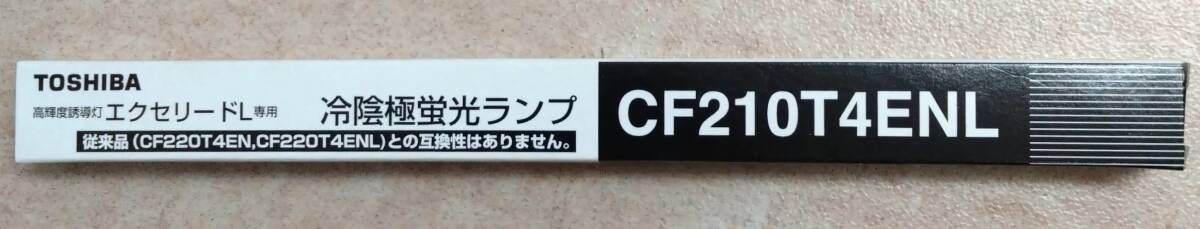 TOSHIBA
高輝度誘導灯エクセリードL専用 冷陰極蛍光ランプ
従来品(CF220T4EN,CF220T4ENL)との互換性はありません。
CF210T4ENL